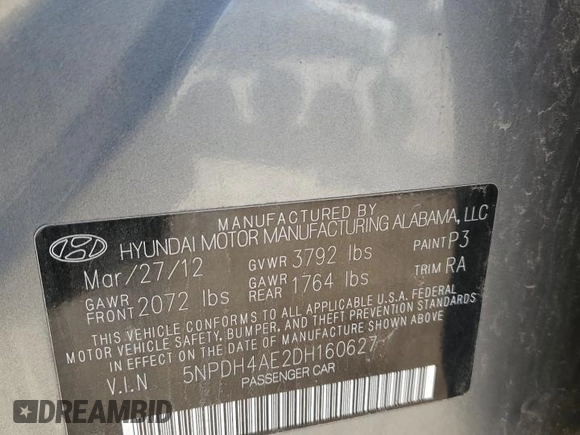 MANUFACTURED BY
HYUNDAI MOTOR MANUFACTURING ALABAMA, LLC
Mar/27/12 GVWR 3792 lbs PAINT P3
GAWR FRONT 2072 lbs GAWR REAR 1764 lbs TRIM RA
THIS VEHICLE CONFORMS TO ALL APPLICABLE U.S.A. FEDERAL
MOTOR VEHICLE SAFETY, BUMPER, AND THEFT PREVENTION STANDARDS
IN EFFECT ON THE DATE OF MANUFACTURE SHOWN ABOVE.
V.I.N 5NPDH4AE2DH160627
PASSENGER CAR
DREAMBID